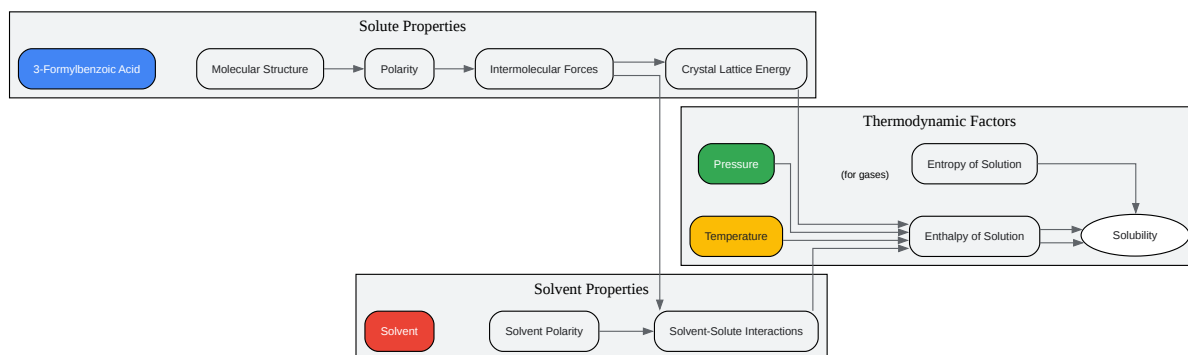 Solute Properties
3-Formylbenzoic Acid
Molecular Structure
Polarity
Intermolecular Forces
Crystal Lattice Energy
Thermodynamic Factors
Pressure
(for gases)
Entropy of Solution
Temperature
Enthalpy of Solution
Solubility
Solvent Properties
Solvent
Solvent Polarity
Solvent-Solute Interactions